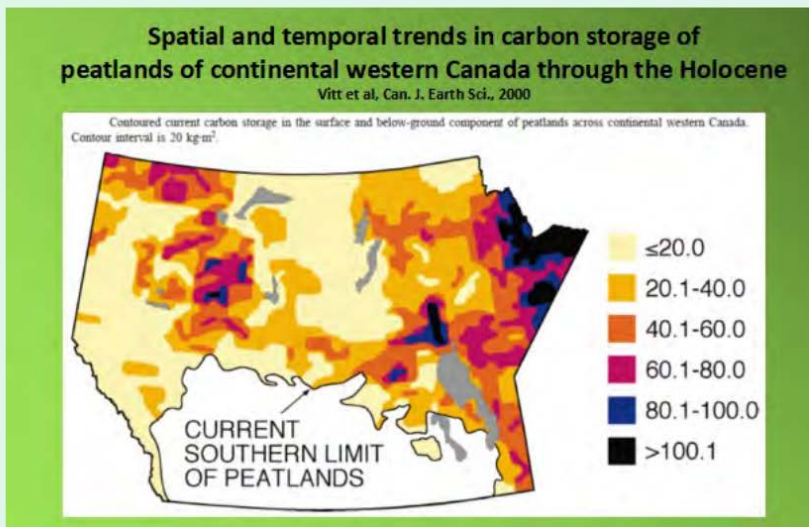 Spatial and temporal trends in carbon storage of
peatlands of continental western Canada through the Holocene
Vitt et al, Can. J. Earth Sci., 2000
Contoured current carbon storage in the surface and below-ground component of peatlands across continental western Canada.
Contour interval is 20 kg·m².
≤20.0
20.1-40.0
40.1-60.0
60.1-80.0
80.1-100.0
>100.1
CURRENT
SOUTHERN LIMIT
OF PEATLANDS